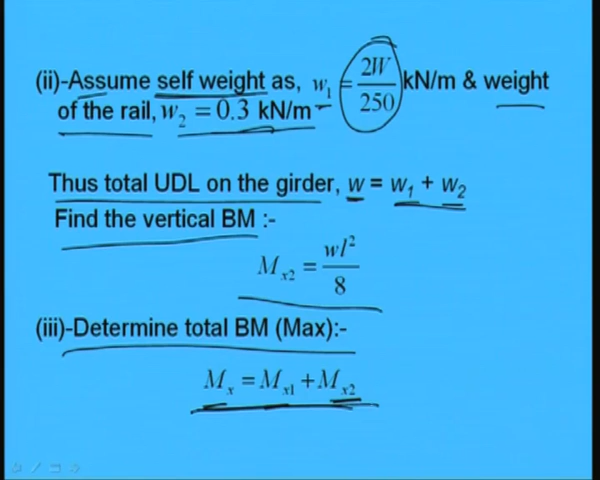 (ii)-Assume self weight as, w₁ = 2W/250 kN/m & weight
of the rail, w₂ = 0.3 kN/m
Thus total UDL on the girder, w = w₁ + w₂
Find the vertical BM :-
Mₓ₂ = wl²/8
(iii)-Determine total BM (Max):-
Mₓ = Mₓ₁ + Mₓ₂